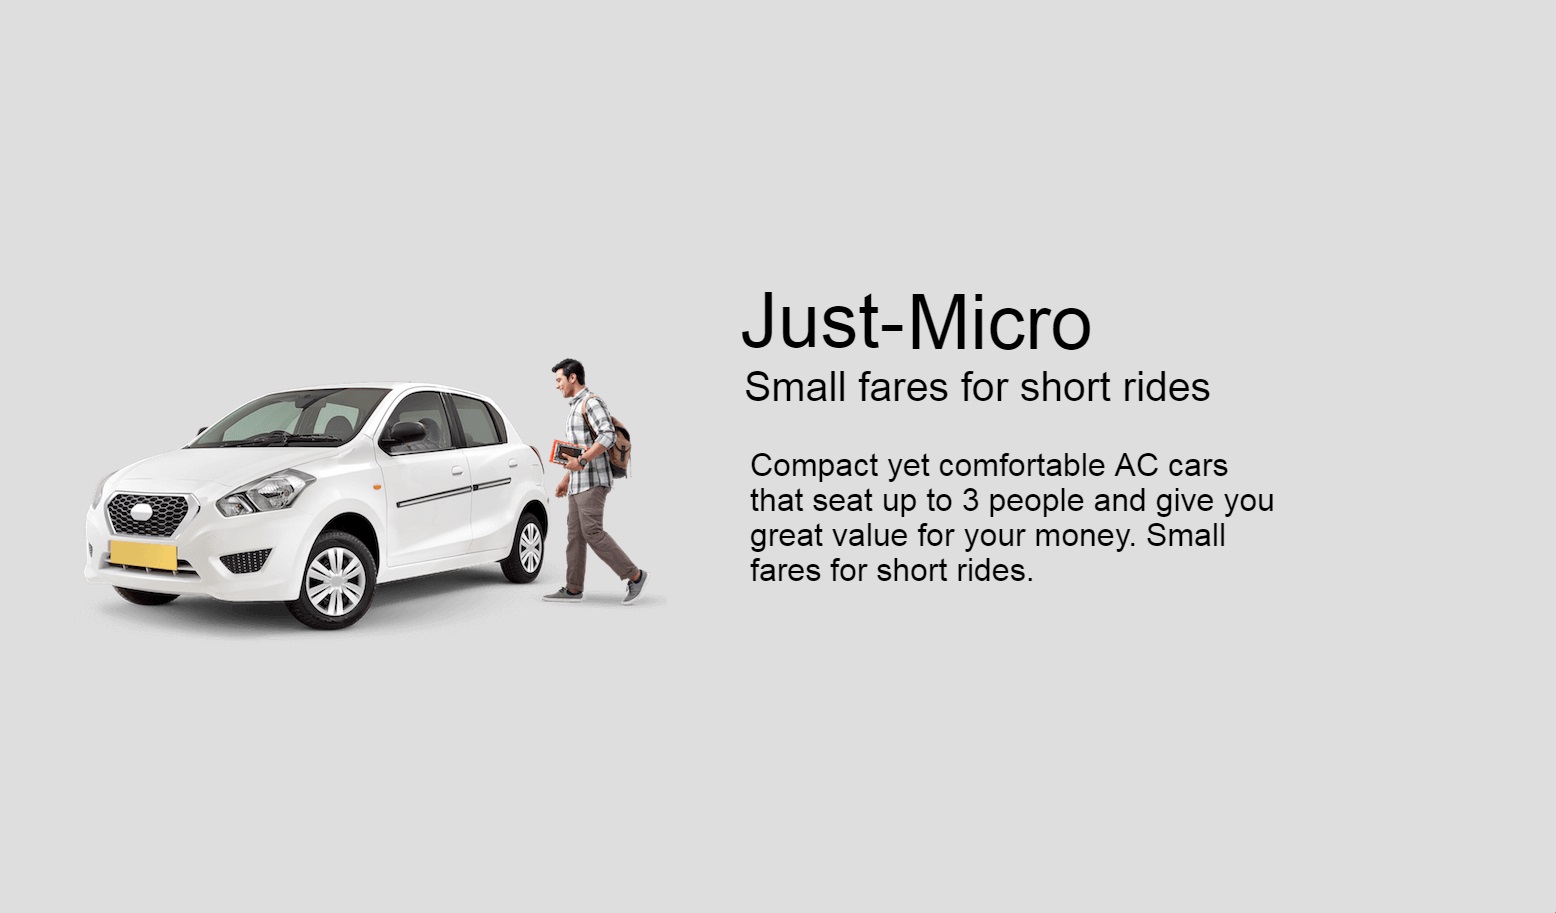 Just-Micro
Small fares for short rides
Compact yet comfortable AC cars
that seat up to 3 people and give you
great value for your money. Small
fares for short rides.